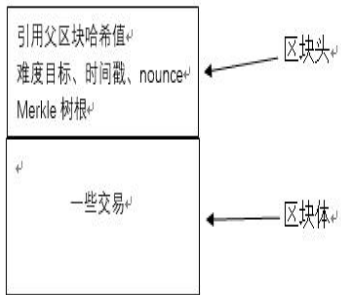 引用父区块哈希值
难度目标、时间戳、nounce
Merkle 树根
区块头
一些交易
区块体